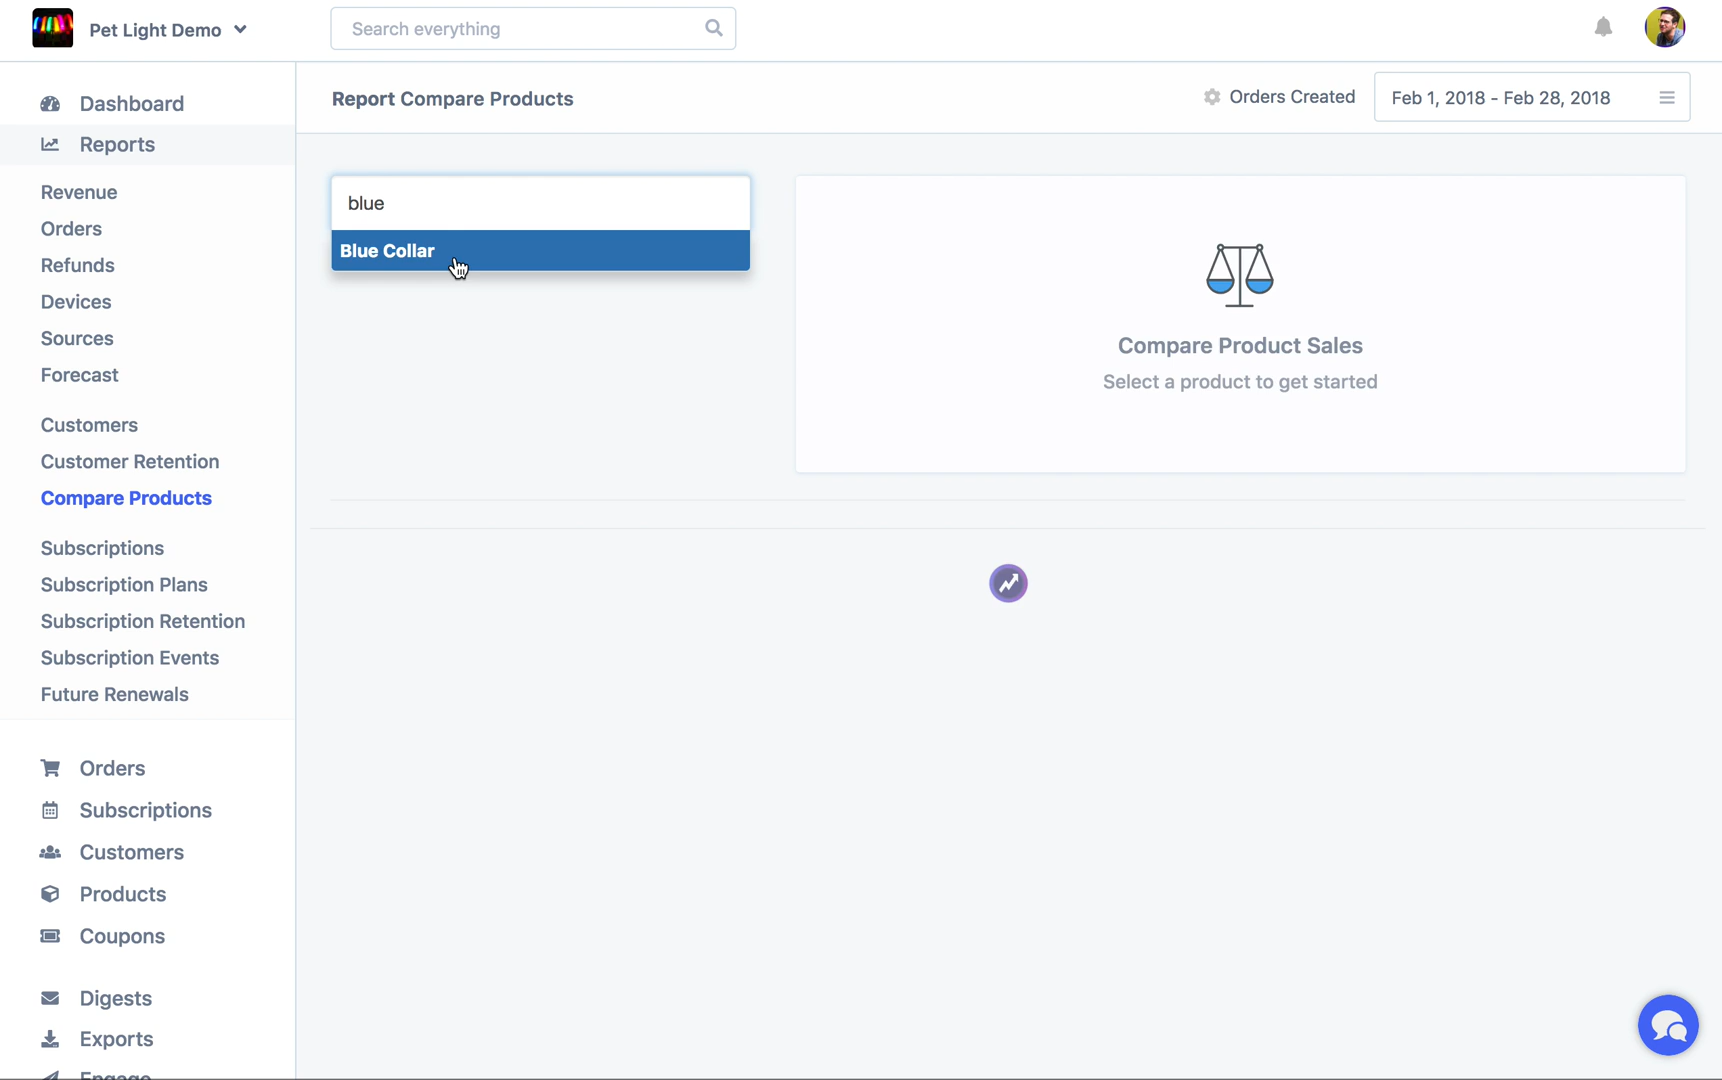 Pet Light Demo
Search everything
Dashboard
Reports
Revenue
Orders
Refunds
Devices
Sources
Forecast
Customers
Customer Retention
Compare Products
Subscriptions
Subscription Plans
Subscription Retention
Subscription Events
Future Renewals
Orders
Subscriptions
Customers
Products
Coupons
Digests
Exports
Engage
Report Compare Products
Orders Created
Feb 1, 2018 - Feb 28, 2018
blue
Blue Collar
Compare Product Sales
Select a product to get started